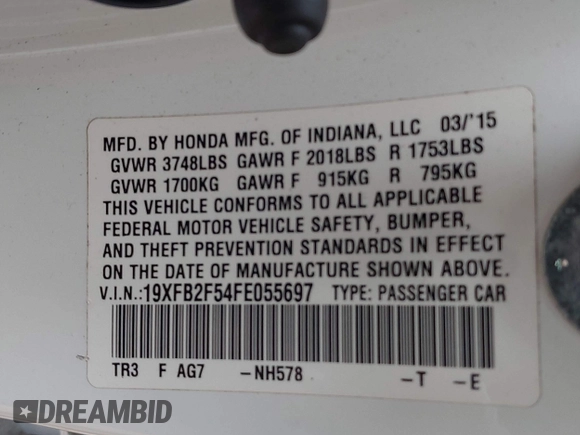 MFD. BY HONDA MFG. OF INDIANA, LLC 03/'15
GVWR 3748LBS GAWR F 2018LBS R 1753LBS
GVWR 1700KG GAWR F 915KG R 795KG
THIS VEHICLE CONFORMS TO ALL APPLICABLE
FEDERAL MOTOR VEHICLE SAFETY, BUMPER,
AND THEFT PREVENTION STANDARDS IN EFFECT
ON THE DATE OF MANUFACTURE SHOWN ABOVE.
V.I.N.:19XFB2F54FE055697 TYPE: PASSENGER CAR
TR3 F AG7 –NH578 –T –E
DREAMBID